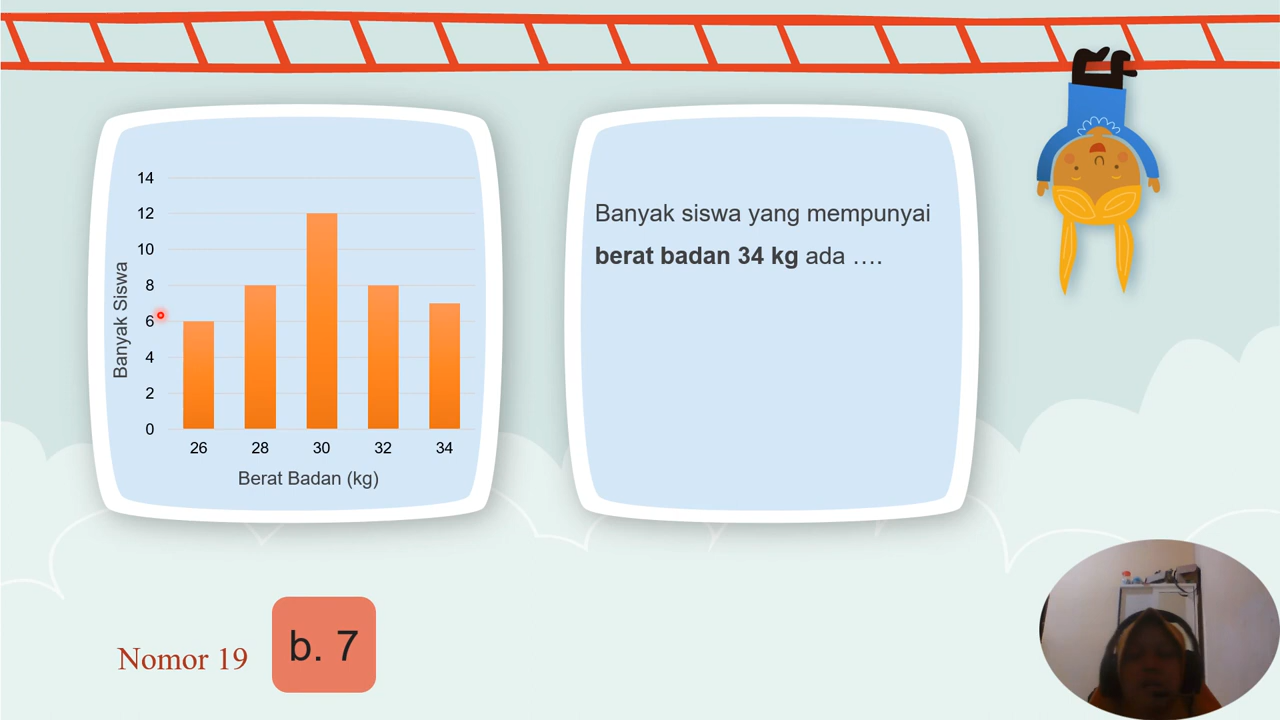 14
12
10
8
6
4
2
0
Banyak Siswa
26 28 30 32 34
Berat Badan (kg)
Banyak siswa yang mempunyai
berat badan 34 kg ada ....
Nomor 19
b. 7